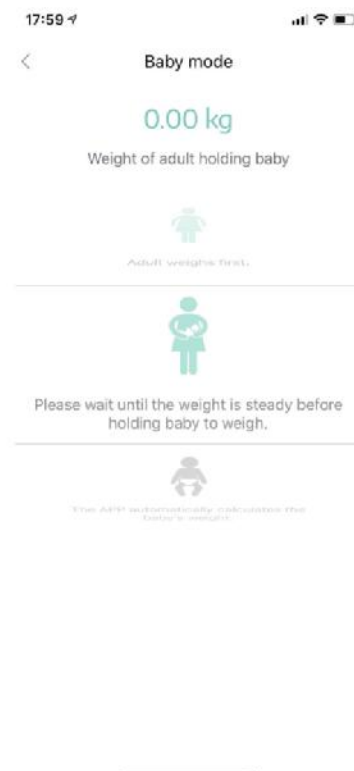 17:59
Baby mode
0.00 kg
Weight of adult holding baby
Adult weighs first.
Please wait until the weight is steady before
holding baby to weigh.
The APP automatically calculates the
baby's weight.